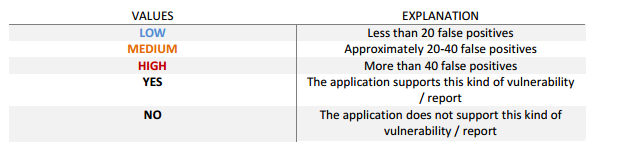 VALUES EXPLANATION
LOW Less than 20 false positives
MEDIUM Approximately 20-40 false positives
HIGH More than 40 false positives
YES The application supports this kind of vulnerability
/ report
NO The application does not support this kind of
vulnerability / report